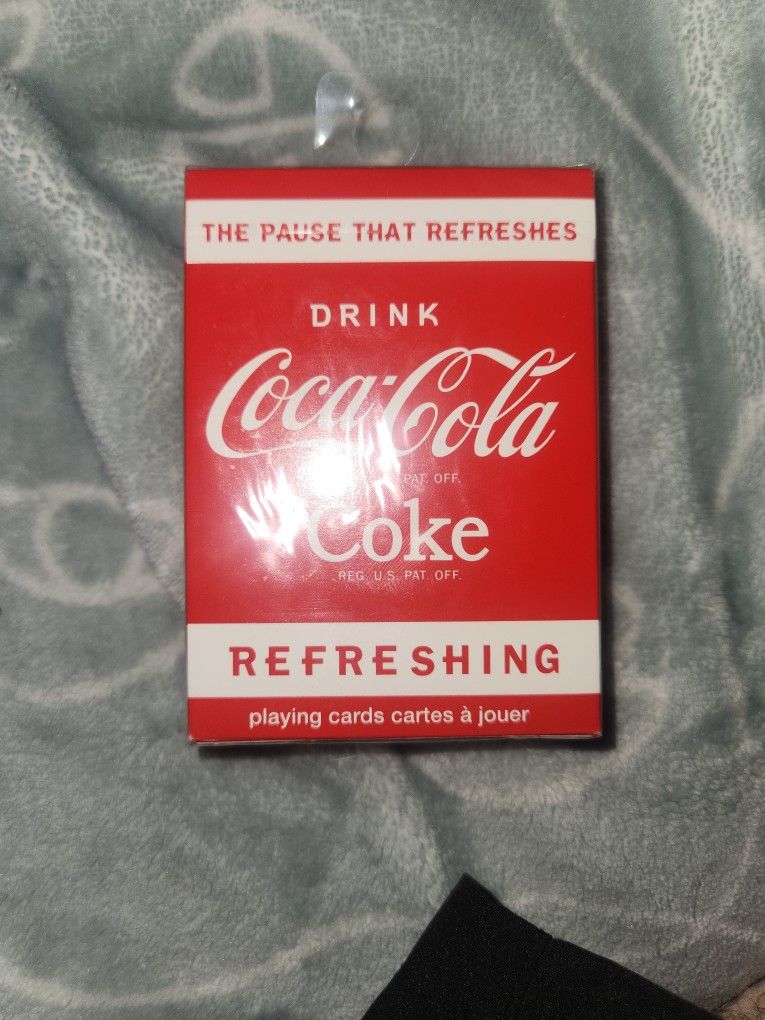 THE PAUSE THAT REFRESHES
DRINK
Coca-Cola
PAT. OFF.
Coke
REG. U.S. PAT. OFF.
REFRESHING
playing cards cartes à jouer